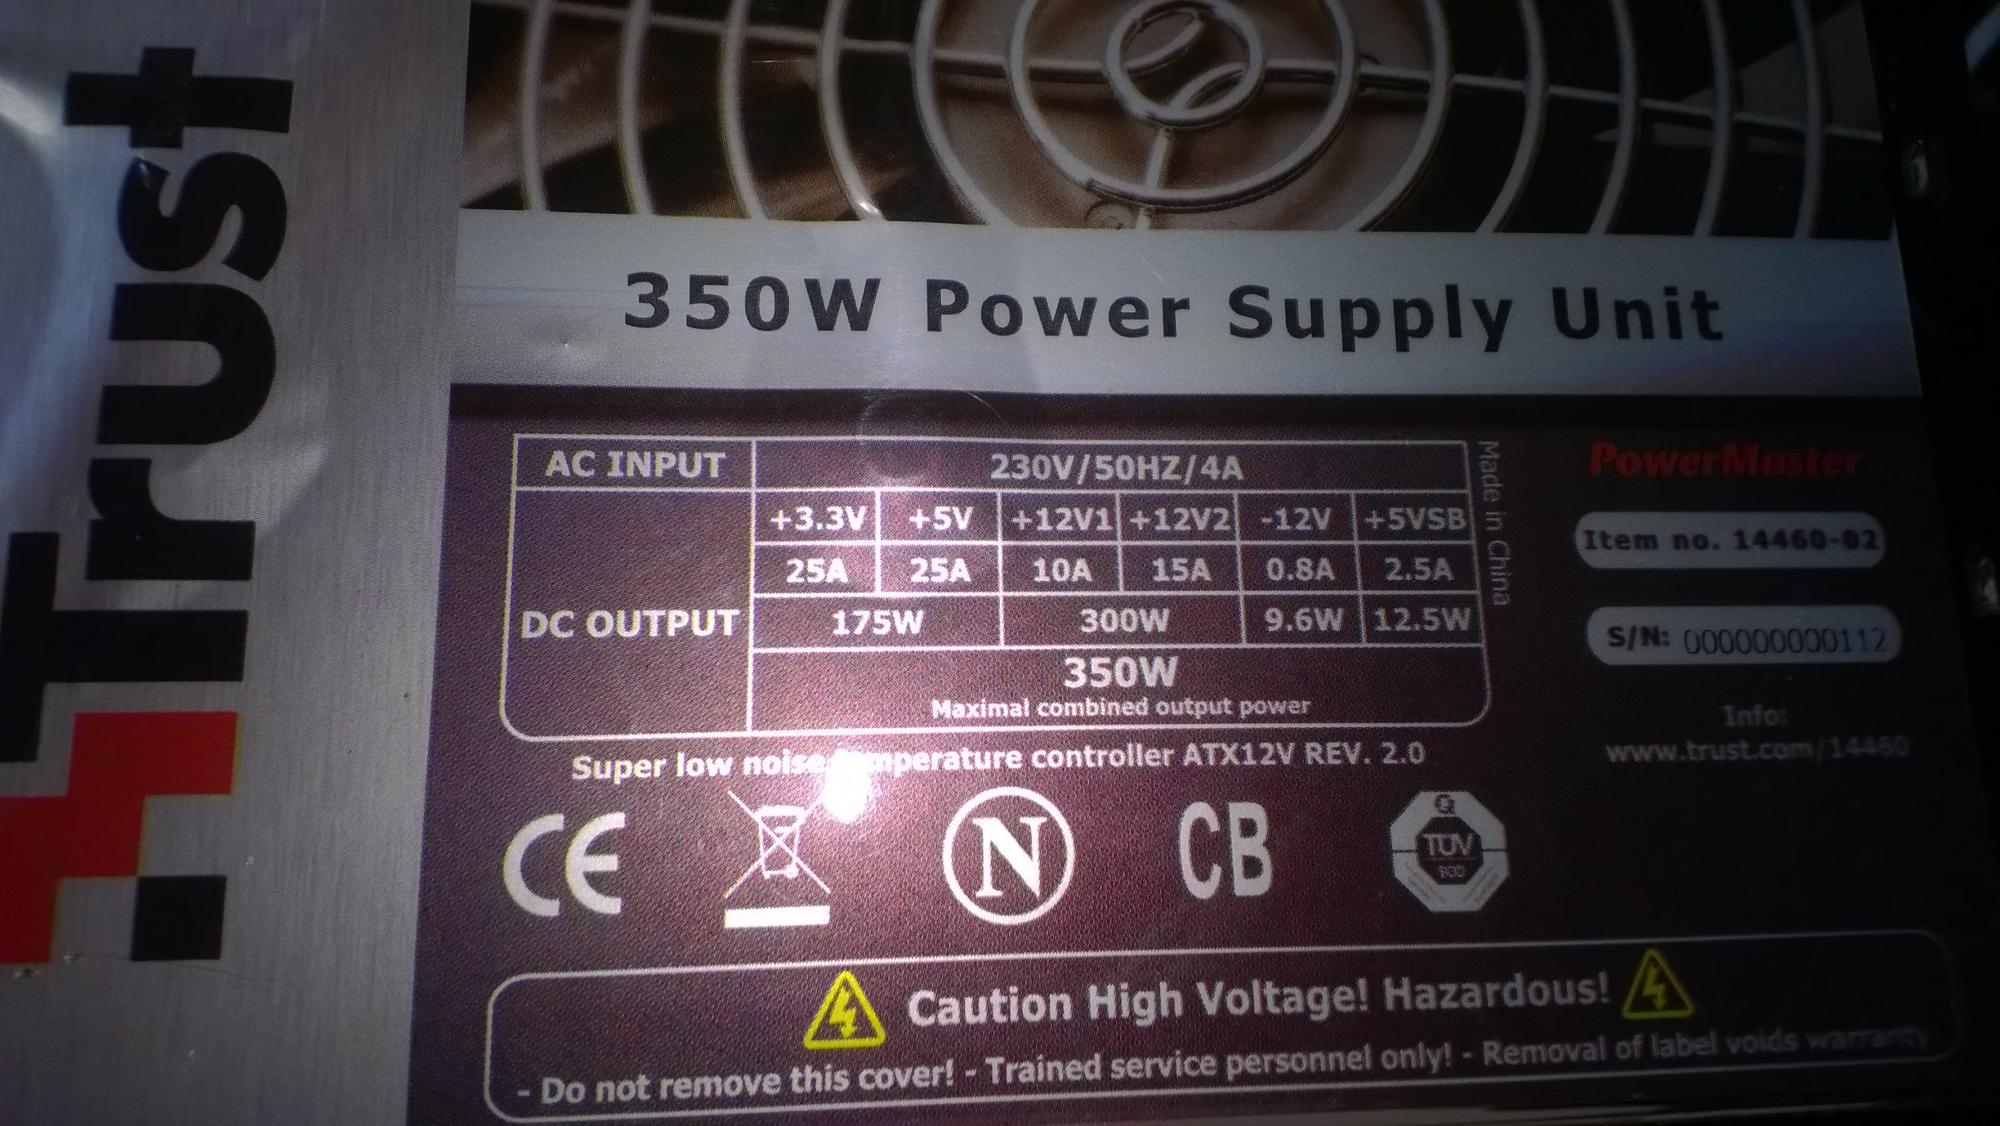 Trust
350W Power Supply Unit
AC INPUT 230V/50HZ/4A
+3.3V +5V +12V1 +12V2 -12V +5VSB
25A 25A 10A 15A 0.8A 2.5A
DC OUTPUT 175W 300W 9.6W 12.5W
350W
Maximal combined output power
Made in China
PowerMaster
Item no. 14460-02
S/N: 000000000112
Info:
www.trust.com/14460
Super low noise temperature controller ATX12V REV. 2.0
CE N CB TÜV
Caution High Voltage! Hazardous!
- Do not remove this cover! - Trained service personnel only! - Removal of label voids warranty